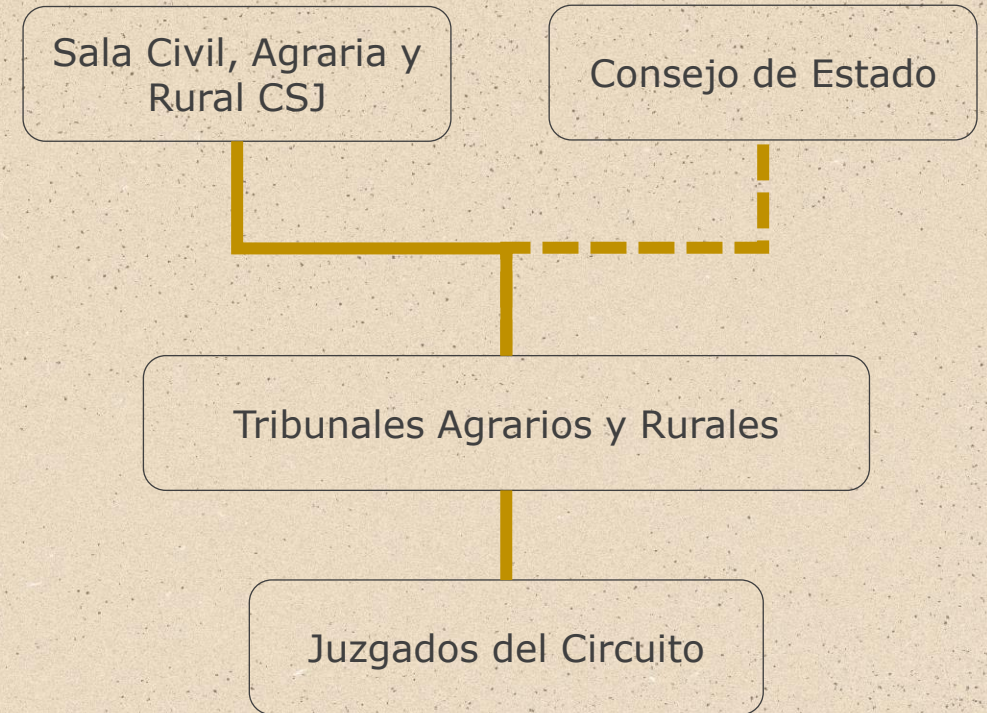 Sala Civil, Agraria y
Rural CSJ
Consejo de Estado
Tribunales Agrarios y Rurales
Juzgados del Circuito